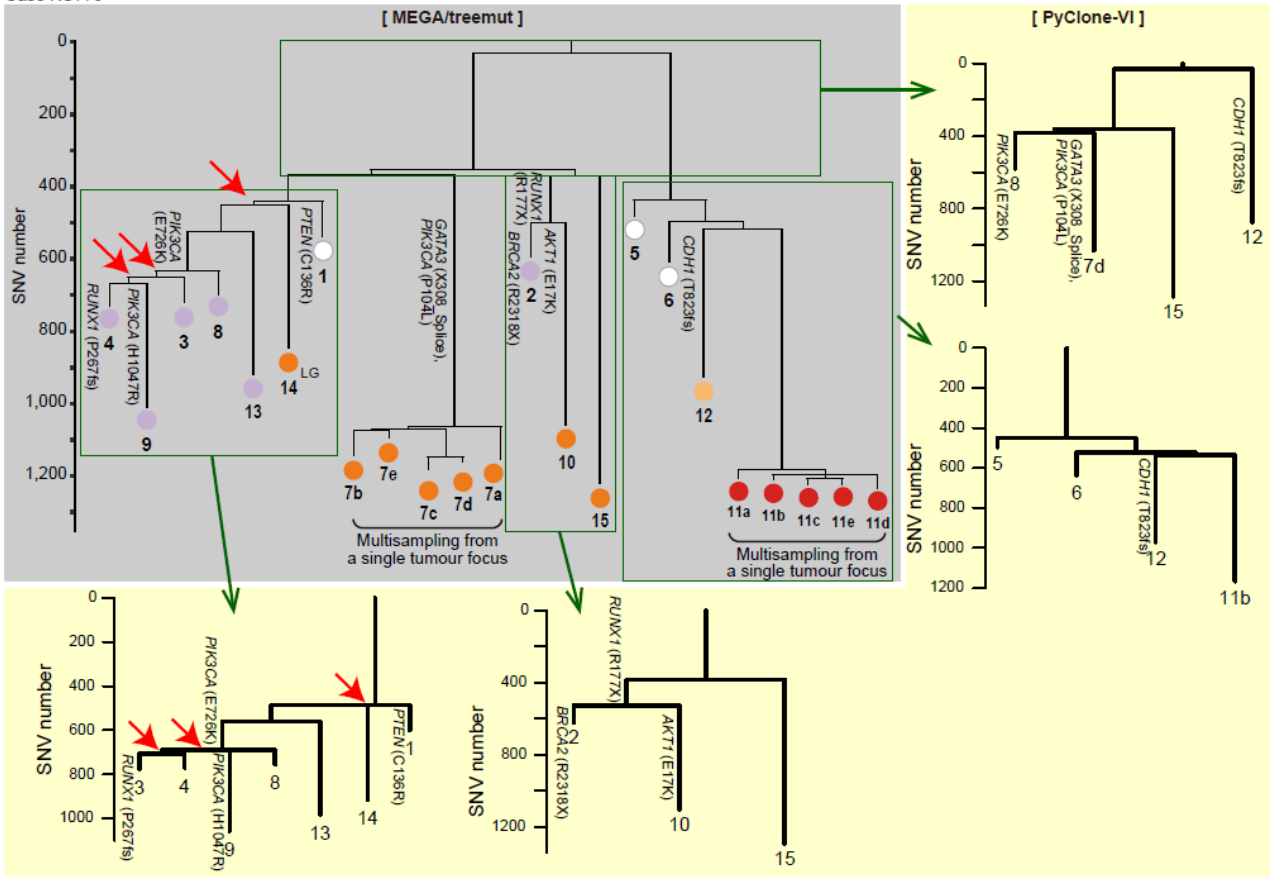 [ MEGA/treemut ]
[ PyClone-VI ]
0
200
400
600
800
1,000
1,200
SNV number
PIK3CA
(E726K)
PTEN (C136R)
RUNX1 (P267fs)
PIK3CA (H1047R)
4
9
3
8
13
14
LG
1
GATA3 (X308_Splice),
PIK3CA (P104L)
7b
7e
7c
7d
7a
Multisampling from
a single tumour focus
RUNX1
(R177X)
BRCA2 (R2318X)
AKT1 (E17K)
2
10
15
5
6
CDH1 (T823fs)
12
11a
11b
11c
11e
11d
Multisampling from
a single tumour focus
0
400
800
1200
SNV number
PIK3CA (E726K)
8
GATA3 (X308_Splice),
PIK3CA (P104L)
7d
15
CDH1 (T823fs)
12
0
200
400
600
800
1000
1200
SNV number
5
6
CDH1 (T823fs)
12
11b
0
200
400
600
800
1000
SNV number
PIK3CA (E726K)
RUNX1 (P267fs)
3
4
PIK3CA (H1047R)
9
8
13
14
PTEN (C136R)
1
0
400
800
1200
SNV number
RUNX1 (R177X)
BRCA2 (R2318X)
2
AKT1 (E17K)
10
15